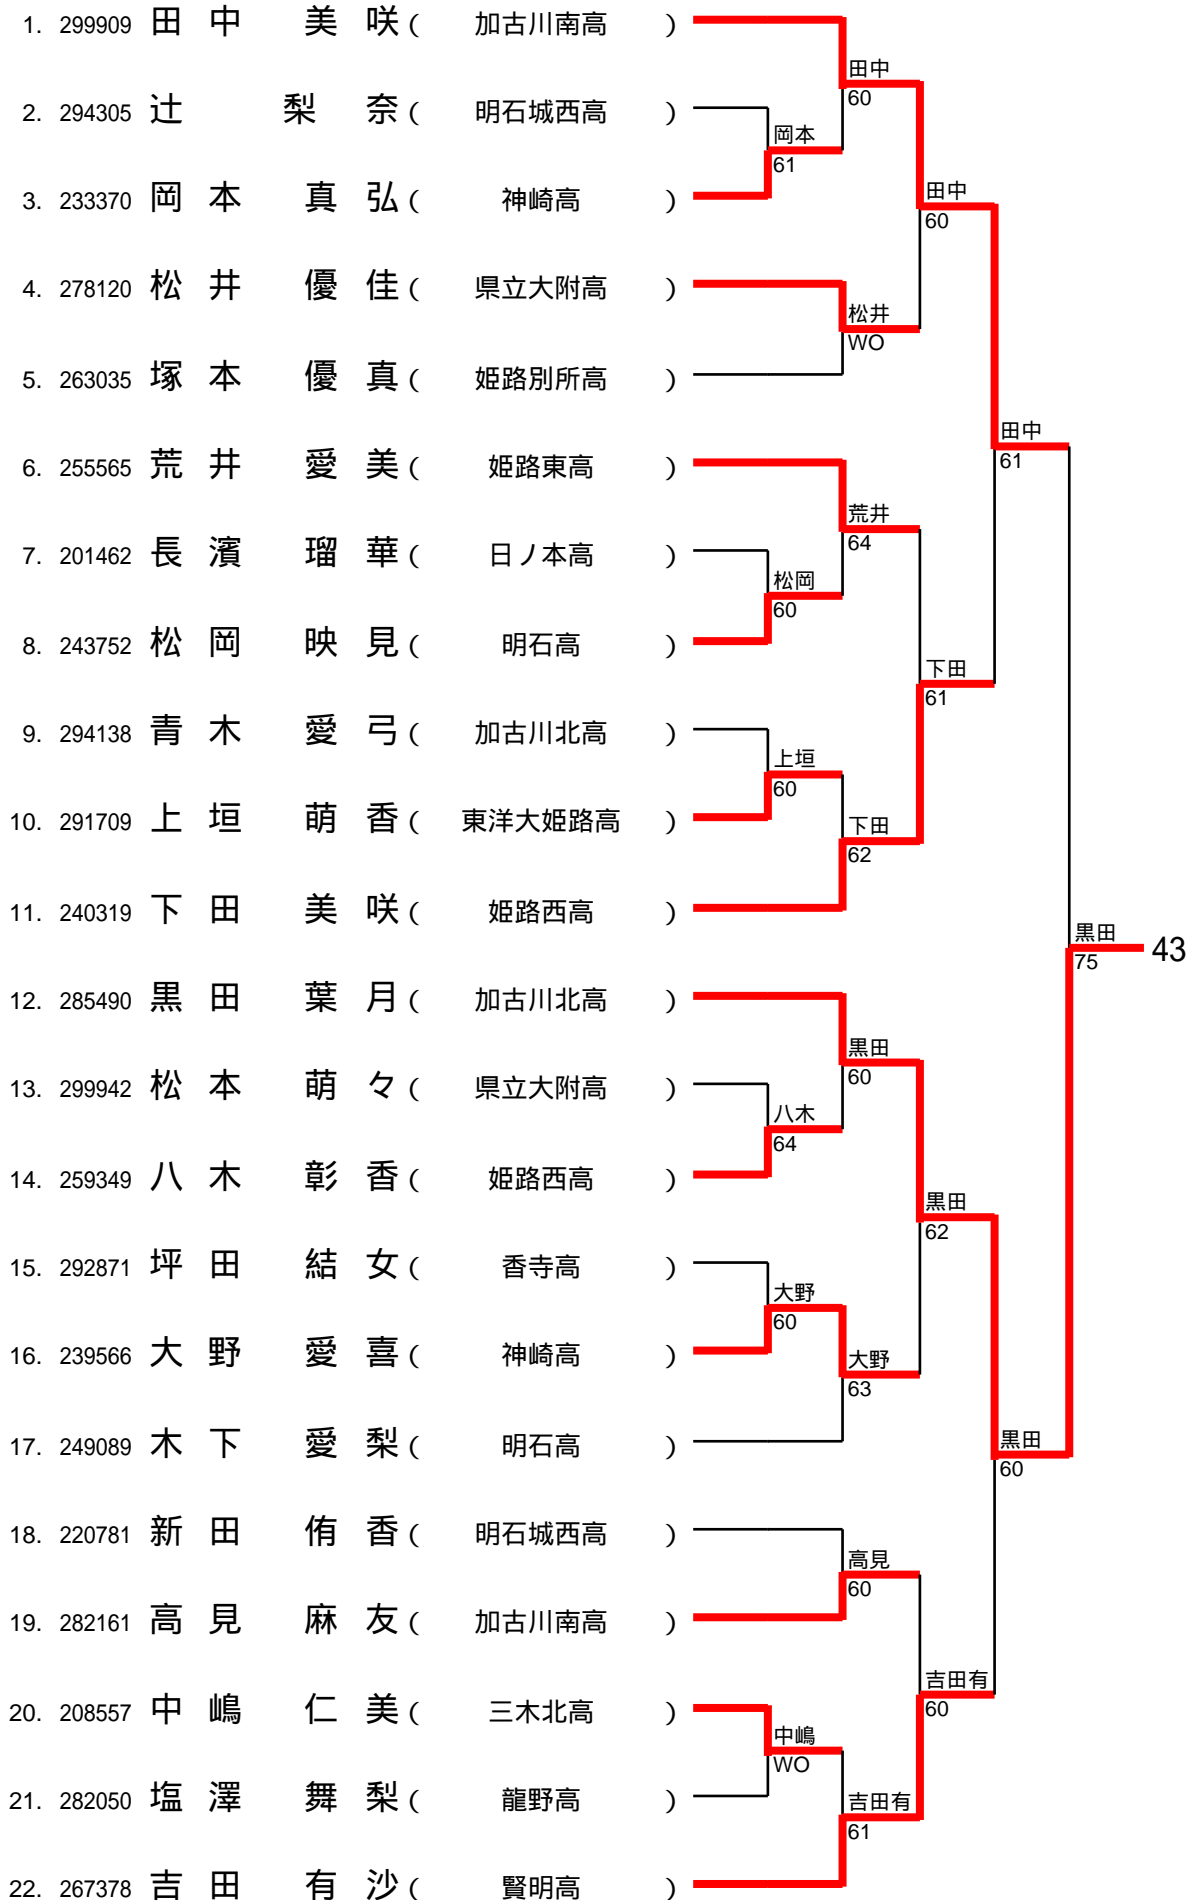 1. 299909 田中 美咲 ( 加古川南高 )
田中
60
2. 294305 辻 梨奈 ( 明石城西高 )
岡本
61
3. 233370 岡本 真弘 ( 神崎高 )
田中
60
4. 278120 松井 優佳 ( 県立大附高 )
松井
WO
5. 263035 塚本 優真 ( 姫路別所高 )
田中
61
6. 255565 荒井 愛美 ( 姫路東高 )
荒井
64
7. 201462 長濱 瑠華 ( 日ノ本高 )
松岡
60
8. 243752 松岡 映見 ( 明石高 )
下田
61
9. 294138 青木 愛弓 ( 加古川北高 )
上垣
60
10. 291709 上垣 萌香 ( 東洋大姫路高 )
下田
62
11. 240319 下田 美咲 ( 姫路西高 )
黒田
75
43
12. 285490 黒田 葉月 ( 加古川北高 )
黒田
60
13. 299942 松本 萌々 ( 県立大附高 )
八木
64
14. 259349 八木 彰香 ( 姫路西高 )
黒田
62
15. 292871 坪田 結女 ( 香寺高 )
大野
60
16. 239566 大野 愛喜 ( 神崎高 )
大野
63
17. 249089 木下 愛梨 ( 明石高 )
黒田
60
18. 220781 新田 侑香 ( 明石城西高 )
高見
60
19. 282161 高見 麻友 ( 加古川南高 )
吉田有
60
20. 208557 中嶋 仁美 ( 三木北高 )
中嶋
WO
21. 282050 塩澤 舞梨 ( 龍野高 )
吉田有
61
22. 267378 吉田 有沙 ( 賢明高 )